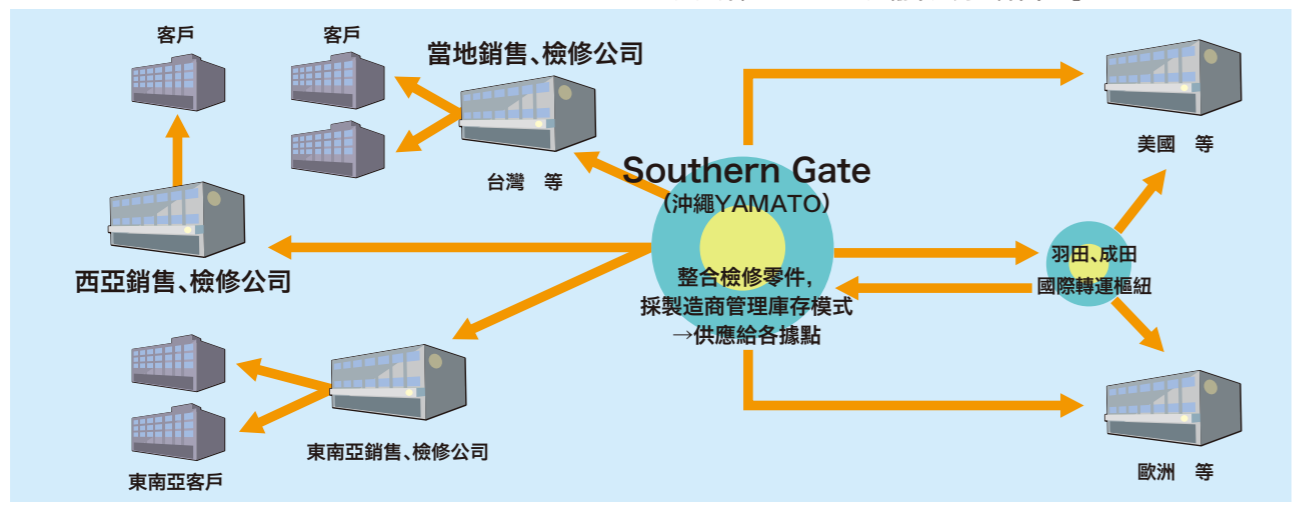 客戶
客戶
當地銷售、檢修公司
台灣 等
西亞銷售、檢修公司
東南亞銷售、檢修公司
東南亞客戶
Southern Gate
（沖繩YAMATO）
整合檢修零件，
採製造商管理庫存模式
→供應給各據點
美國 等
羽田、成田
國際轉運樞紐
歐洲 等